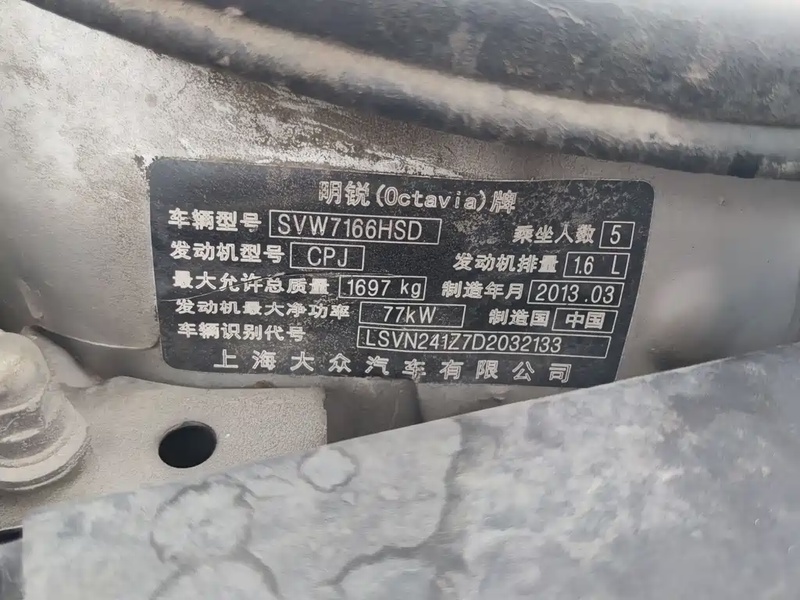 明锐(Octavia)牌
车辆型号 SVW7166HSD 乘坐人数 5
发动机型号 CPJ 发动机排量 1.6 L
最大允许总质量 1697 kg 制造年月 2013.03
发动机最大净功率 77kW 制造国 中国
车辆识别代号 LSVN241Z7D2032133
上海大众汽车有限公司